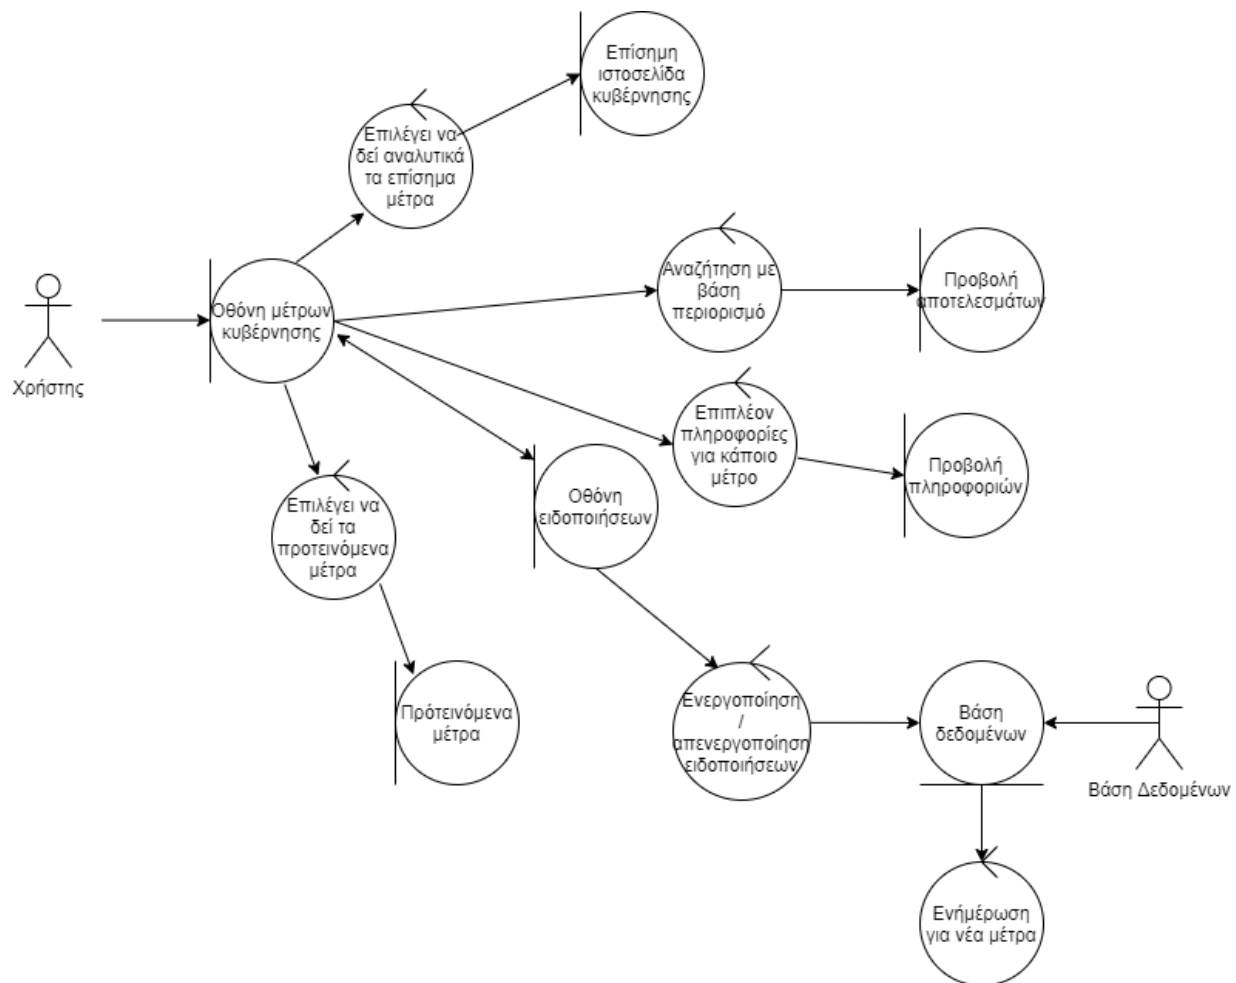 Επίσημη
ιστοσελίδα
κυβέρνησης
Επιλέγει να
δεί αναλυτικά
τα επίσημα
μέτρα
Αναζήτηση με
βάση
περιορισμό
Προβολή
αποτελεσμάτων
Οθόνη μέτρων
κυβέρνησης
Χρήστης
Επιπλέον
πληροφορίες
για κάποιο
μέτρο
Προβολή
πληροφοριών
Οθόνη
ειδοποιήσεων
Επιλέγει να
δεί τα
προτεινόμενα
μέτρα
Πρότεινόμενα
μέτρα
Ενεργοποίηση
/
απενεργοποίηση
ειδοποιήσεων
Βάση
δεδομένων
Βάση Δεδομένων
Ενήμέρωση
για νέα μέτρα